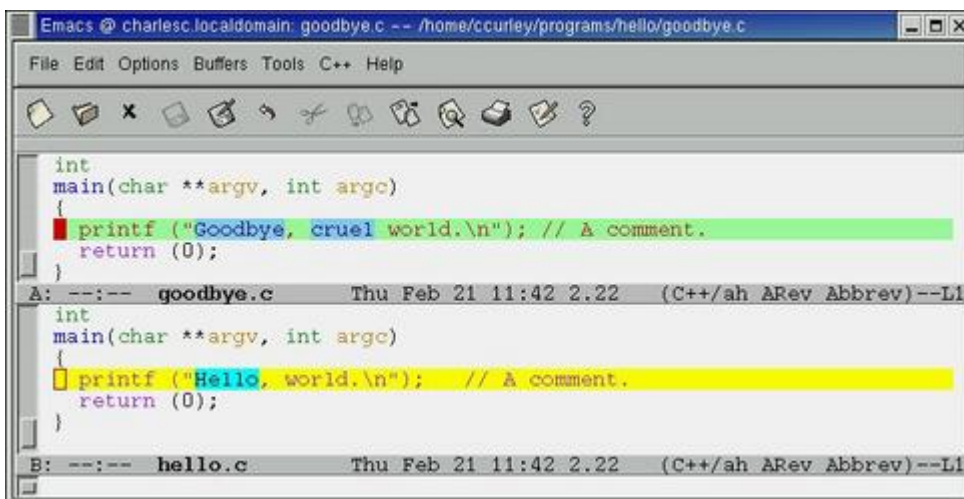 Emacs @ charlesc.localdomain: goodbye.c -- /home/ccurley/programs/hello/goodbye.c
File Edit Options Buffers Tools C++ Help
int
main(char **argv, int argc)
{
printf ("Goodbye, cruel world.\n"); // A comment.
return (0);
}
A: --:-- goodbye.c Thu Feb 21 11:42 2.22 (C++/ah ARev Abbrev)--L1
int
main(char **argv, int argc)
{
printf ("Hello, world.\n"); // A comment.
return (0);
}
B: --:-- hello.c Thu Feb 21 11:42 2.22 (C++/ah ARev Abbrev)--L1